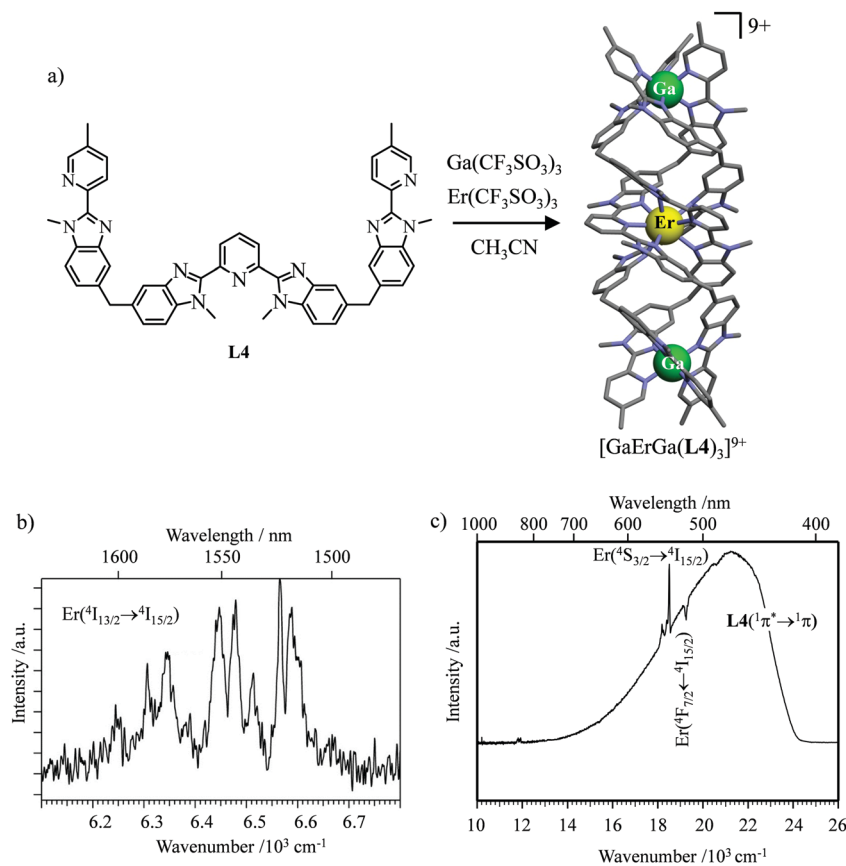 a)
9+
N
N
N
N
N
N
N
N
N
L4
Ga(CF₃SO₃)₃
Er(CF₃SO₃)₃
CH₃CN
Ga
Er
Ga
[GaErGa(L4)₃]⁹⁺
b)
Wavelength / nm
1600 1550 1500
Er(⁴I₁₃/₂→⁴I₁₅/₂)
Intensity /a.u.
6.2 6.3 6.4 6.5 6.6 6.7
Wavenumber /10³ cm⁻¹
c)
Wavelength /nm
1000 800 700 600 500 400
Er(⁴S₃/₂→⁴I₁₅/₂)
L4(¹π*→¹π)
Er(⁴F₇/₂←⁴I₁₅/₂)
Intensity /a.u.
10 12 14 16 18 20 22 24 26
Wavenumber /10³ cm⁻¹